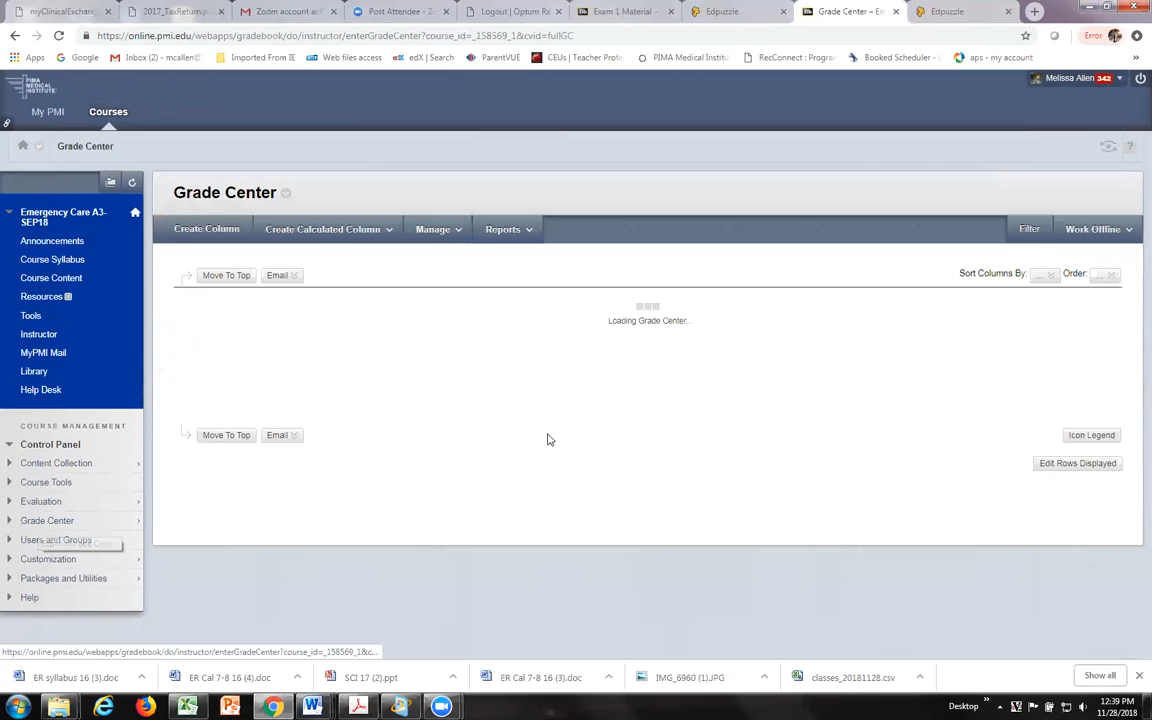 myClinicalExchang
2017_TaxReturn.p
Zoom account act
Post Attendee - Z
Logout | Optum Rx
Exam 1 Material –
Edpuzzle
Grade Center – E
Edpuzzle
https://online.pmi.edu/webapps/gradebook/do/instructor/enterGradeCenter?course_id=_158569_1&cvid=fullGC
Error
Apps
Google
Inbox (2) - mcallen
Imported From IE
Web files access
edX | Search
ParentVUE
CEUs | Teacher Profe
PIMA Medical Institu
RecConnect : Program
Booked Scheduler -
aps - my account
»
PIMA
MEDICAL
INSTITUTE
Melissa Allen 342
My PMI
Courses
Grade Center
?
Emergency Care A3-
SEP18
Announcements
Course Syllabus
Course Content
Resources
Tools
Instructor
MyPMI Mail
Library
Help Desk
COURSE MANAGEMENT
Control Panel
Content Collection
Course Tools
Evaluation
Grade Center
Users and Groups
Customization
Packages and Utilities
Help
Grade Center
Create Column
Create Calculated Column
Manage
Reports
Filter
Work Offline
Move To Top
Email
Sort Columns By:
...
Order:
...
Loading Grade Center...
Move To Top
Email
Icon Legend
Edit Rows Displayed
https://online.pmi.edu/webapps/gradebook/do/instructor/enterGradeCenter?course_id=_158569_1&c...
ER syllabus 16 (3).doc
ER Cal 7-8 16 (4).doc
SCI 17 (2).ppt
ER Cal 7-8 16 (3).doc
IMG_6960 (1).JPG
classes_20181128.csv
Show all
Desktop
»
12:39 PM
11/28/2018